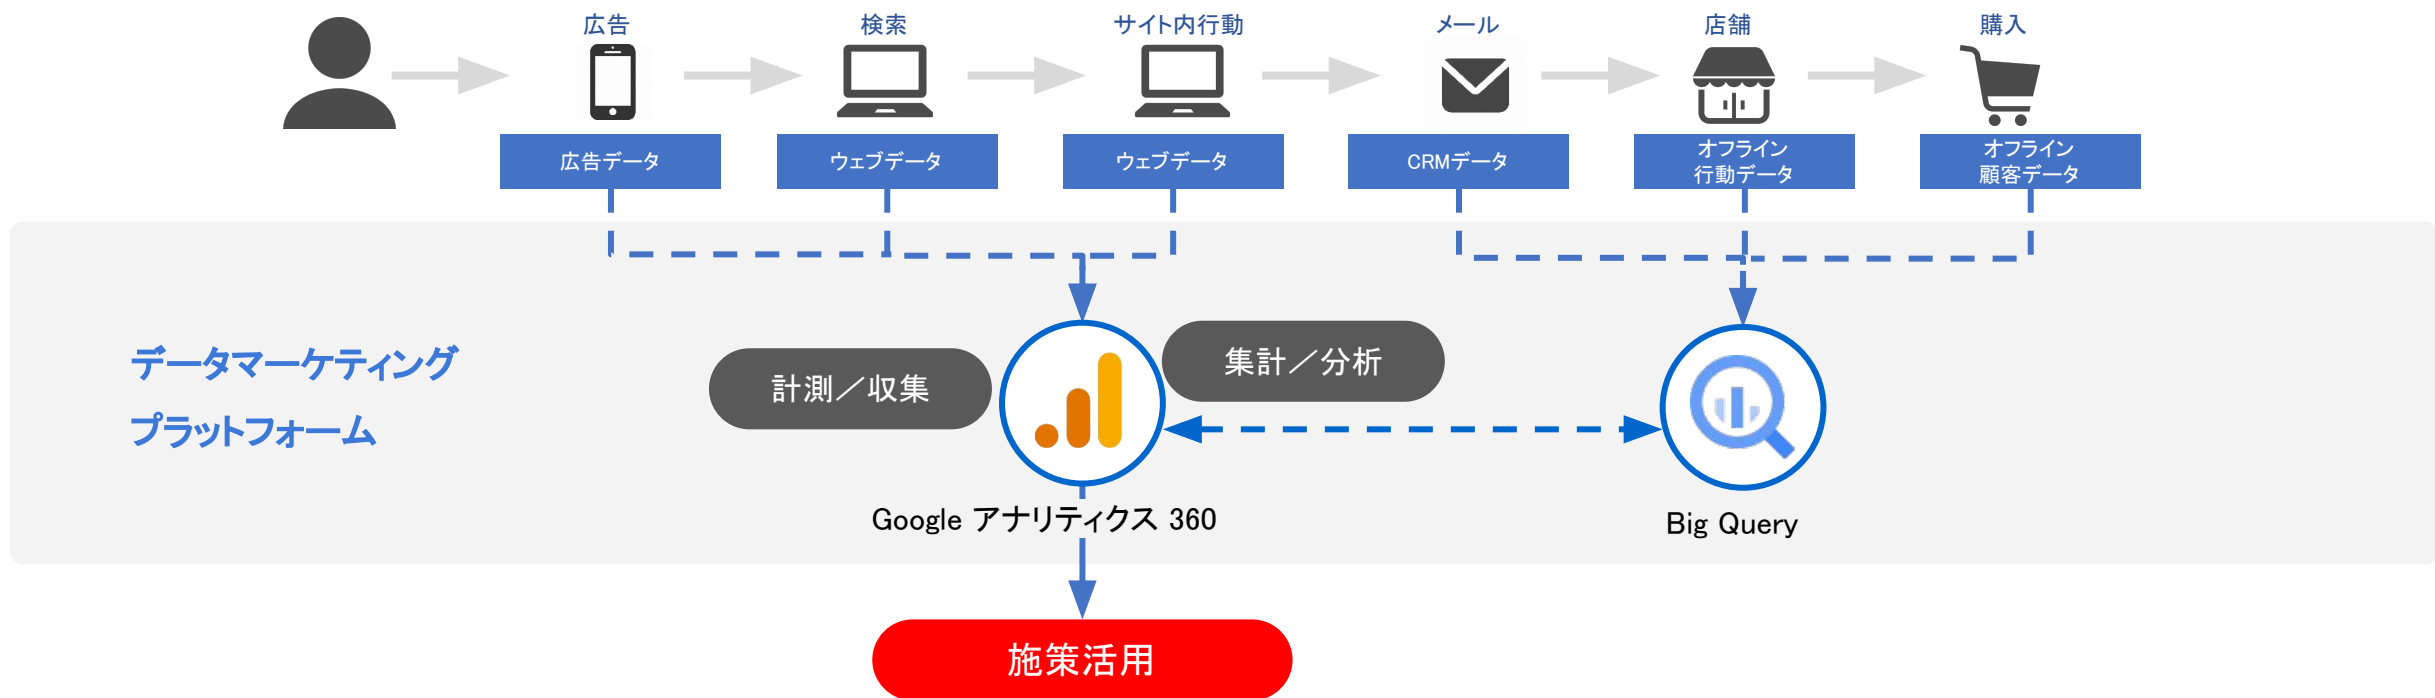 広告
検索
サイト内行動
メール
店舗
購入
広告データ
ウェブデータ
ウェブデータ
CRMデータ
オフライン
行動データ
オフライン
顧客データ
データマーケティング
プラットフォーム
計測／収集
集計／分析
Google アナリティクス 360
Big Query
施策活用